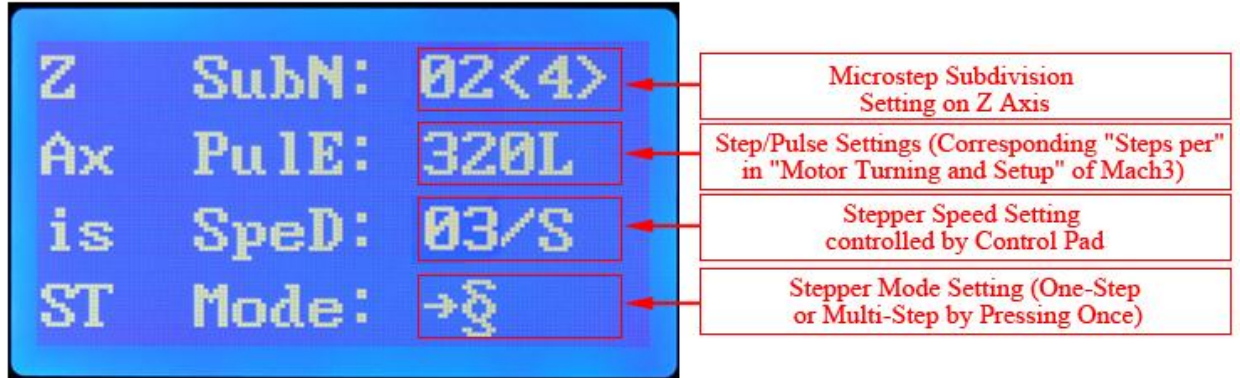 Z SubN: 02<4>
Ax PulE: 320L
is SpeD: 03/S
ST Mode: →§
Microstep Subdivision
Setting on Z Axis
Step/Pulse Settings (Corresponding "Steps per"
in "Motor Turning and Setup" of Mach3)
Stepper Speed Setting
controlled by Control Pad
Stepper Mode Setting (One-Step
or Multi-Step by Pressing Once)